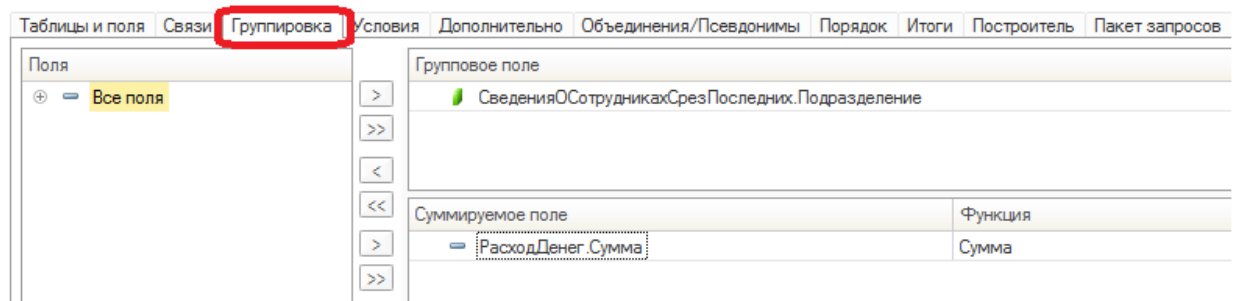 Таблицы и поля Связи Группировка Условия Дополнительно Объединения/Псевдонимы Порядок Итоги Построитель Пакет запросов
Поля
Все поля
>
>>
<
<<
>
>>
Групповое поле
СведенияОСотрудникахСрезПоследних.Подразделение
Суммируемое поле Функция
РасходДенег.Сумма Сумма